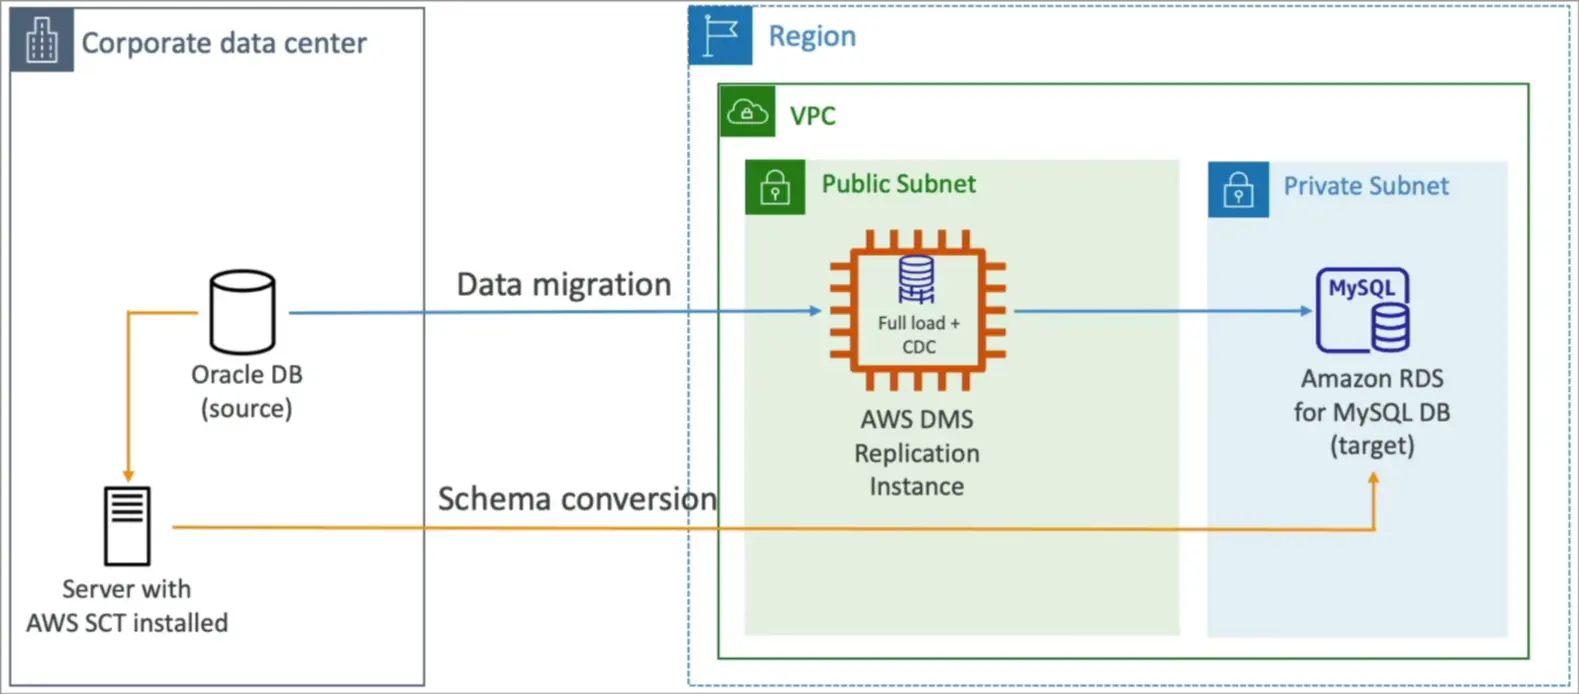 Corporate data center
Region
VPC
Public Subnet
Private Subnet
Data migration
Full load +
CDC
MySQL
Oracle DB
(source)
AWS DMS
Replication
Instance
Amazon RDS
for MySQL DB
(target)
Schema conversion
Server with
AWS SCT installed